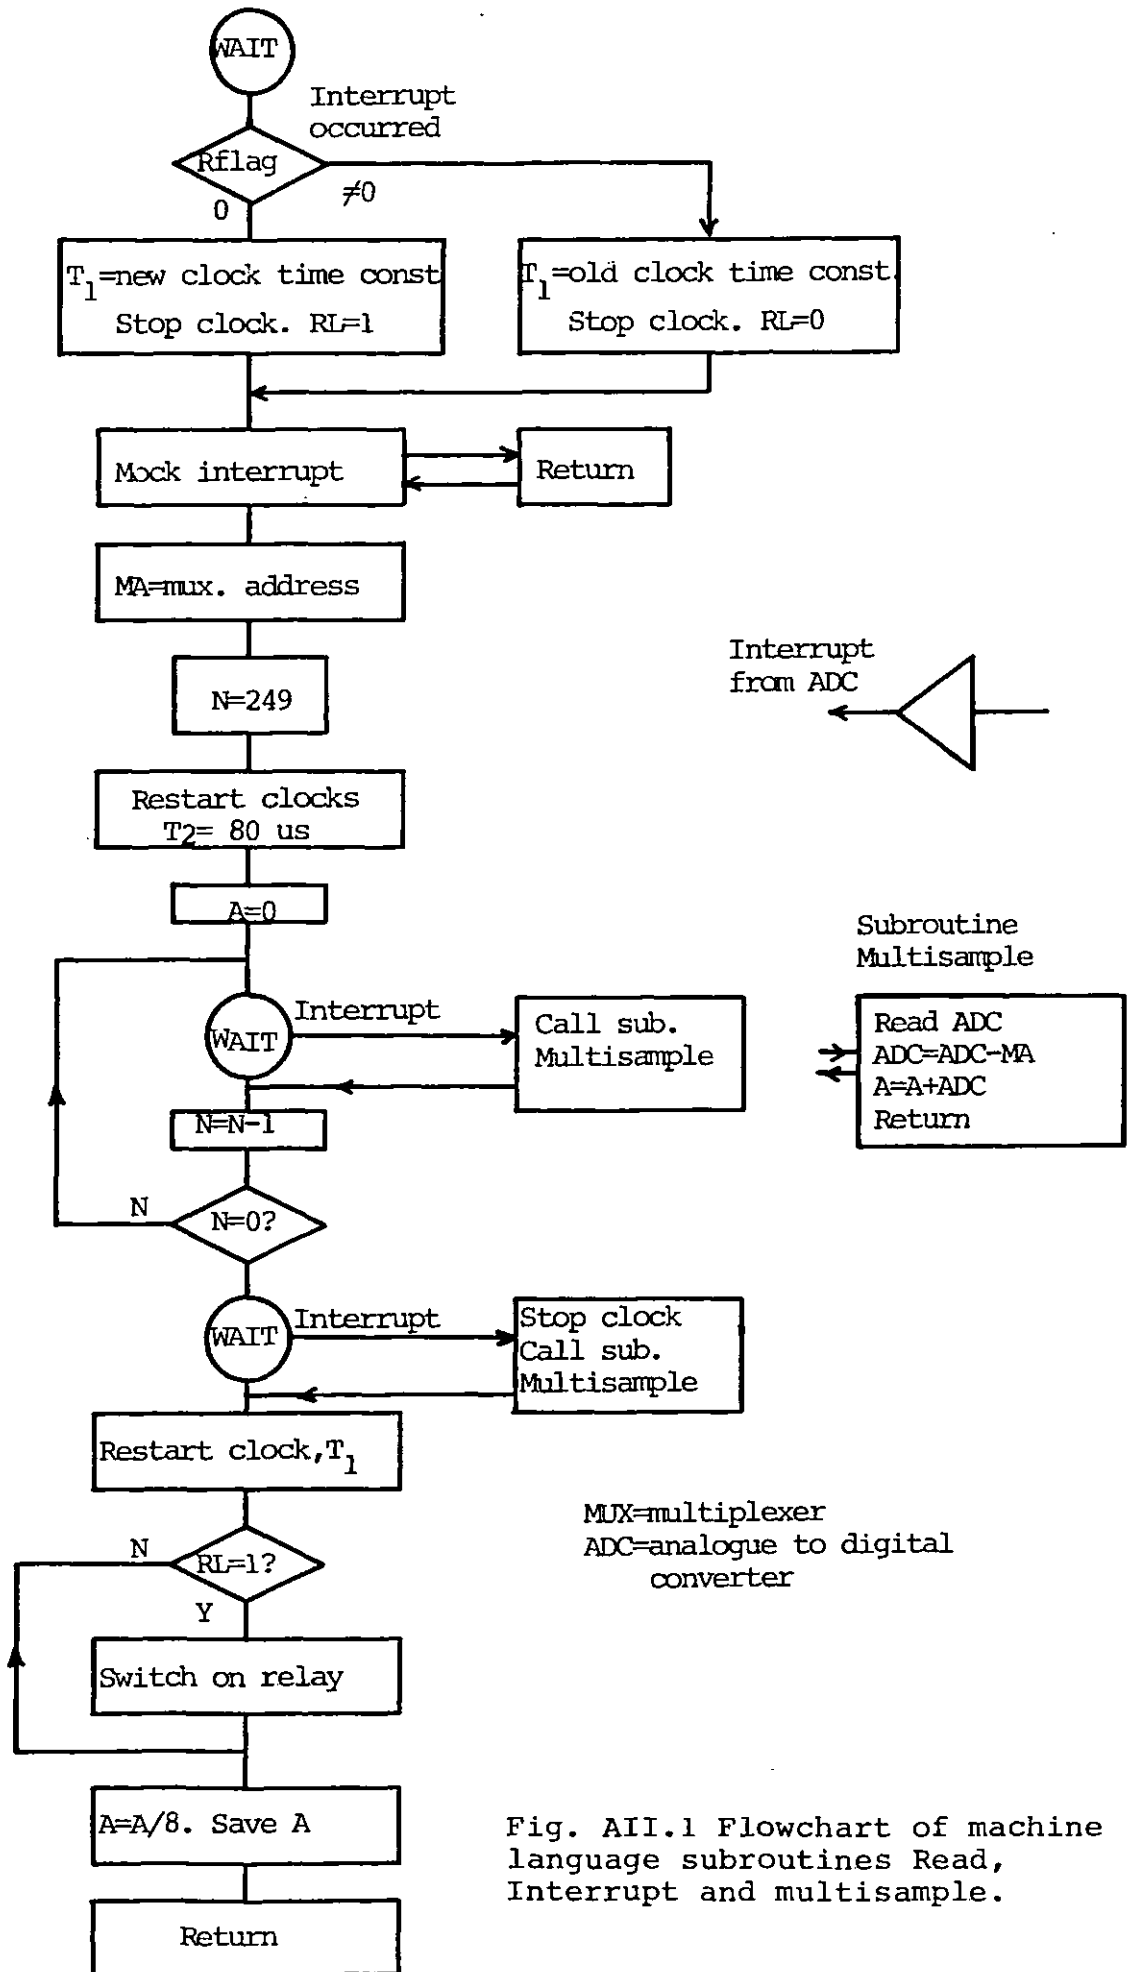 WAIT
Interrupt
occurred
Rflag
≠0
0
T1=new clock time const
Stop clock. RL=1
T1=old clock time const.
Stop clock. RL=0
Mock interrupt
Return
MA=mux. address
Interrupt
from ADC
N=249
Restart clocks
T2= 80 us
A=0
Subroutine
Multisample
WAIT
Interrupt
Call sub.
Multisample
Read ADC
ADC=ADC-MA
A=A+ADC
Return
N=N-1
N
N=0?
WAIT
Interrupt
Stop clock
Call sub.
Multisample
Restart clock,T1
MUX=multiplexer
ADC=analogue to digital
converter
N
RL=1?
Y
Switch on relay
A=A/8. Save A
Fig. AII.1 Flowchart of machine
language subroutines Read,
Interrupt and multisample.
Return